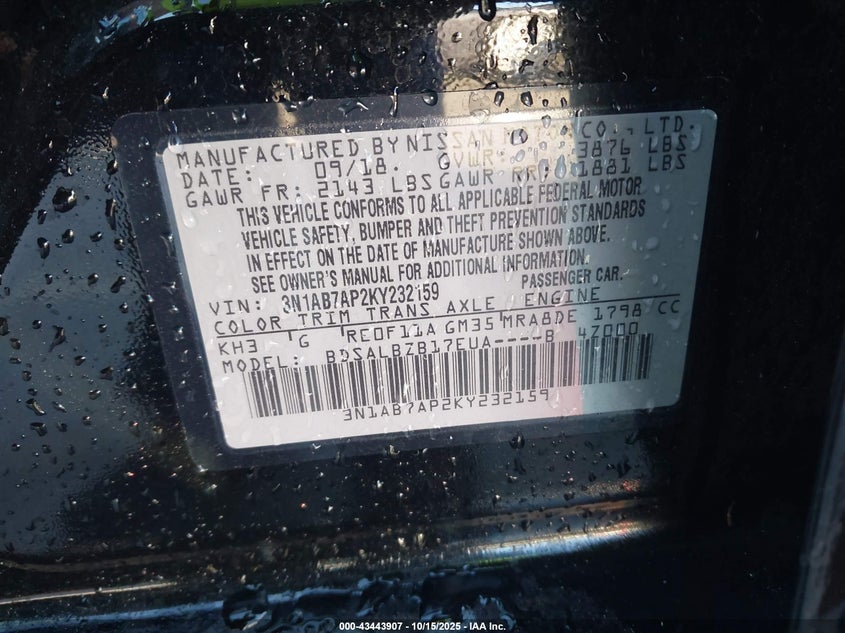 MANUFACTURED BY NISSAN MOTOR CO., LTD.
DATE: 09/18. GVWR: 3876 LBS
GAWR FR: 2143 LBS GAWR RR: 1881 LBS
THIS VEHICLE CONFORMS TO ALL APPLICABLE FEDERAL MOTOR
VEHICLE SAFETY, BUMPER AND THEFT PREVENTION STANDARDS
IN EFFECT ON THE DATE OF MANUFACTURE SHOWN ABOVE.
SEE OWNER'S MANUAL FOR ADDITIONAL INFORMATION.
VIN: 3N1AB7AP2KY232159 PASSENGER CAR.
COLOR TRIM TRANS AXLE / ENGINE
KH3 G RE0F11A GM35 MRA8DE 1798 CC
MODEL: BDSALBZB17EUA----B 4Z000
3N1AB7AP2KY232159
000-43443907 - 10/15/2025 - IAA Inc.